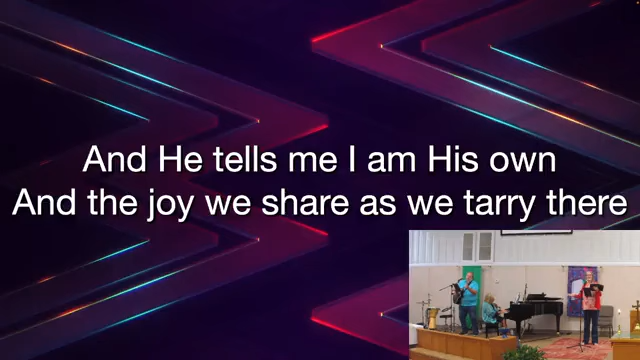 And He tells me I am His own
And the joy we share as we tarry there